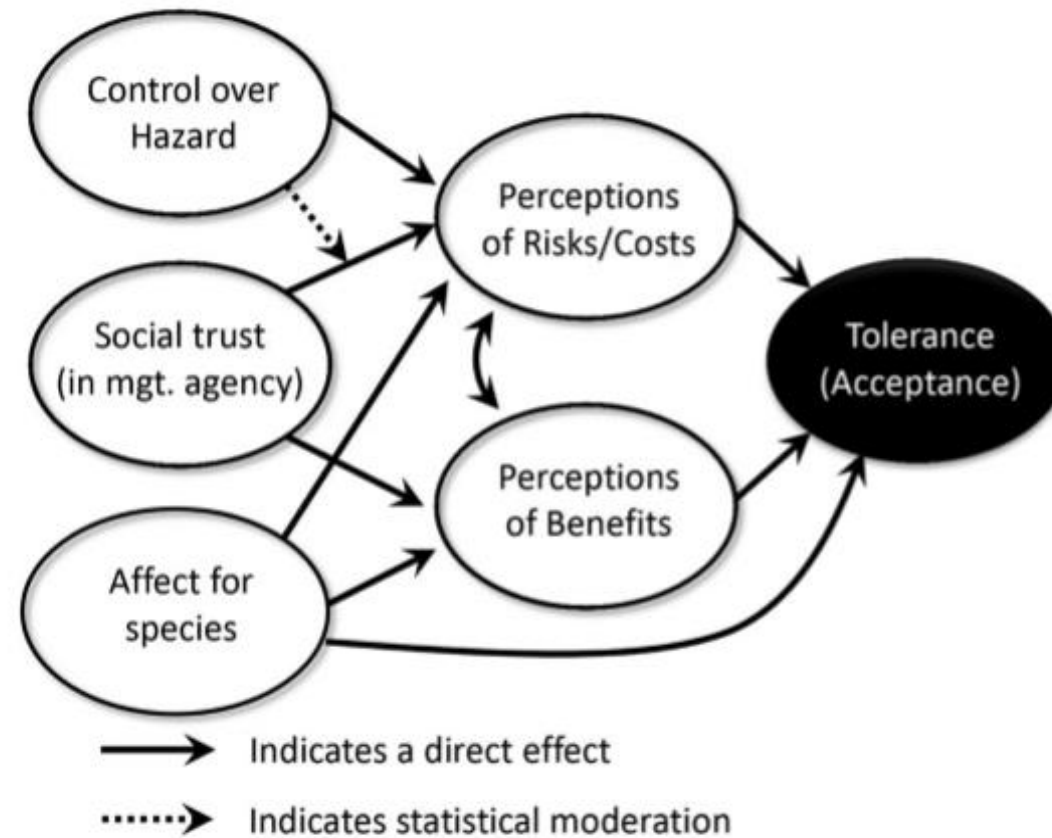 Control over
Hazard
Perceptions
of Risks/Costs
Social trust
(in mgt. agency)
Tolerance
(Acceptance)
Perceptions
of Benefits
Affect for
species
Indicates a direct effect
Indicates statistical moderation